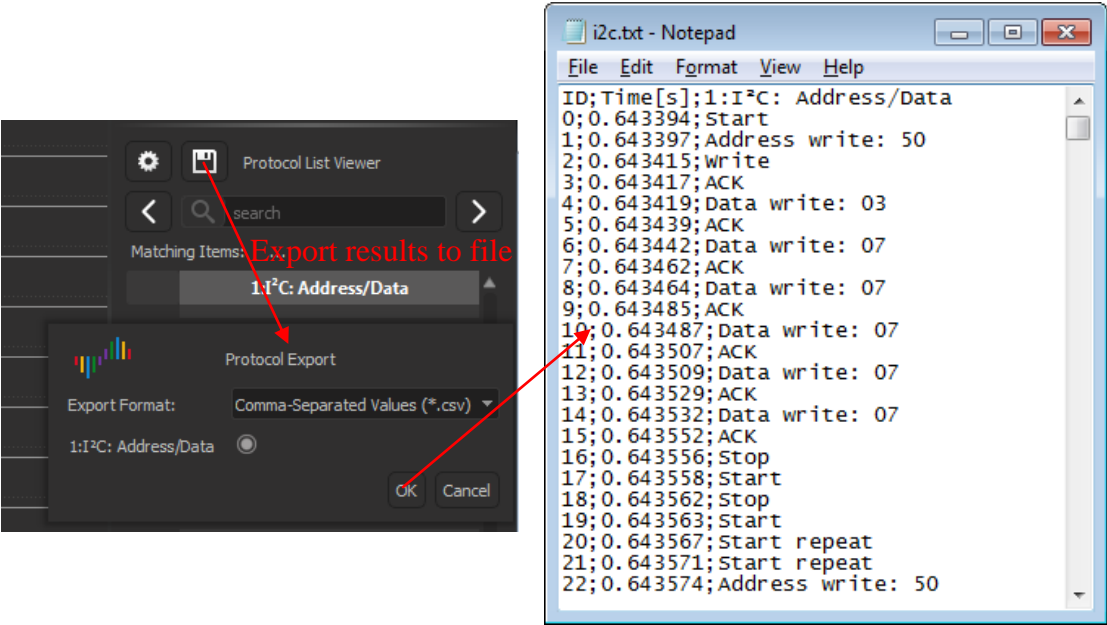 Protocol List Viewer
search
Matching Items: ...
Export results to file
1:I²C: Address/Data
Protocol Export
Export Format:
Comma-Separated Values (*.csv)
1:I²C: Address/Data
OK
Cancel
i2c.txt - Notepad
File Edit Format View Help
ID;Time[s];1:I²C: Address/Data
0;0.643394;Start
1;0.643397;Address write: 50
2;0.643415;Write
3;0.643417;ACK
4;0.643419;Data write: 03
5;0.643439;ACK
6;0.643442;Data write: 07
7;0.643462;ACK
8;0.643464;Data write: 07
9;0.643485;ACK
10;0.643487;Data write: 07
11;0.643507;ACK
12;0.643509;Data write: 07
13;0.643529;ACK
14;0.643532;Data write: 07
15;0.643552;ACK
16;0.643556;Stop
17;0.643558;Start
18;0.643562;Stop
19;0.643563;Start
20;0.643567;Start repeat
21;0.643571;Start repeat
22;0.643574;Address write: 50